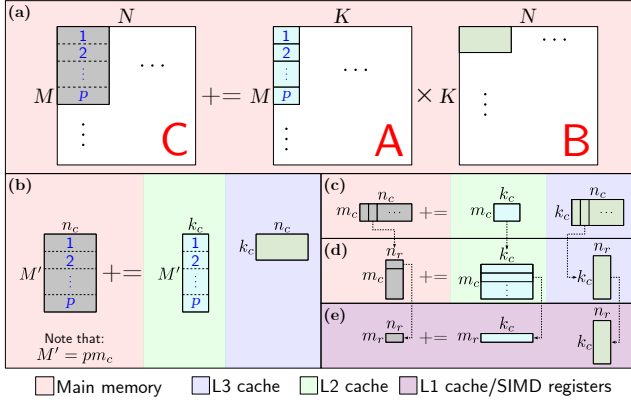 (a)
N
K
N
1
2
⋮
p
...
M
+=
M
1
2
⋮
p
...
× K
...
⋮
⋮
⋮
C
A
B
(b)
n_c
k_c
n_c
k_c
M'
1
2
⋮
p
+=
M'
1
2
⋮
p
Note that:
M' = pm_c
(c)
n_c
k_c
n_c
m_c
...
+=
m_c
k_c
...
(d)
n_r
k_c
n_r
m_c
+=
m_c
⋮
k_c
(e)
n_r
k_c
n_r
m_r
+=
m_r
k_c
Main memory
L3 cache
L2 cache
L1 cache/SIMD registers